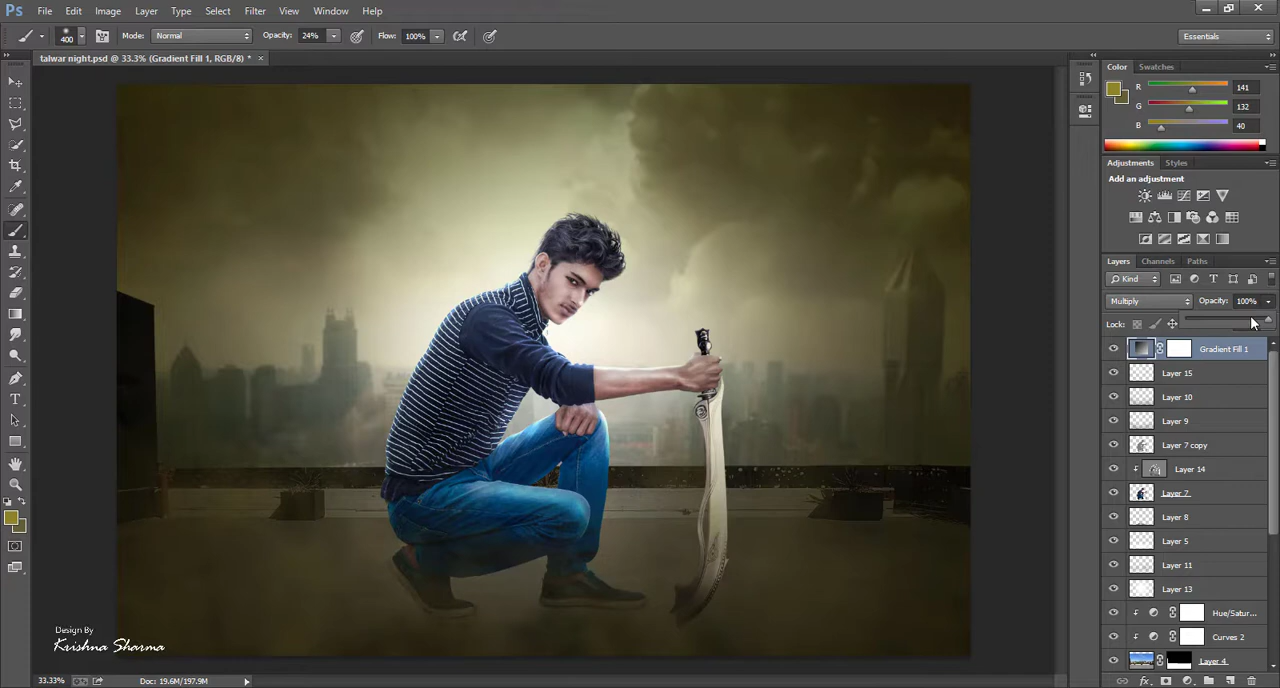 Ps File Edit Image Layer Type Select Filter View Window Help
400 Mode: Normal Opacity: 24% Flow: 100% Essentials
talwar night.psd @ 33.3% (Gradient Fill 1, RGB/8) * ×
Color Swatches
R 141
G 132
B 40
Adjustments Styles
Add an adjustment
Layers Channels Paths
Kind
Multiply Opacity: 100%
Lock:
Gradient Fill 1
Layer 15
Layer 10
Layer 9
Layer 7 copy
Layer 14
Layer 7
Layer 8
Layer 5
Layer 11
Layer 13
Hue/Satur...
Curves 2
Layer 4
Design By
Krishna Sharma
33.33% Doc: 19.6M/197.9M